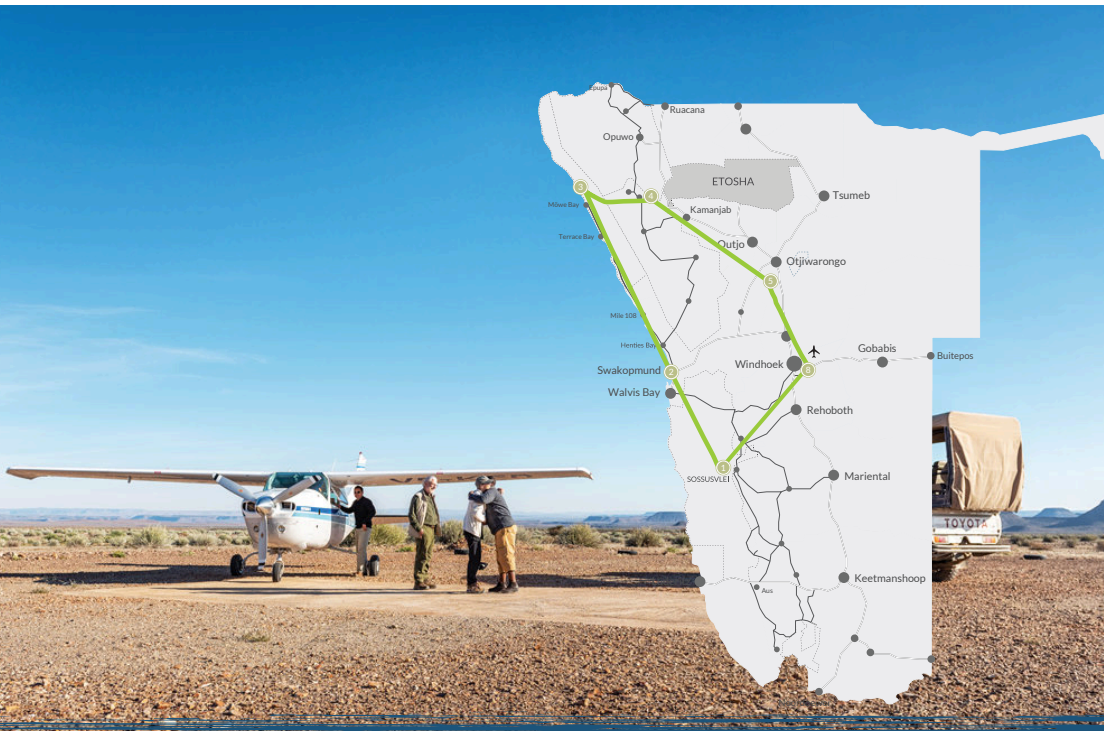 Epupa
Ruacana
Opuwo
ETOSHA
3
4
Tsumeb
Möwe Bay
Kamanjab
Terrace Bay
Outjo
Otjiwarongo
5
Mile 108
Henties Bay
Gobabis
Buitepos
Swakopmund
2
Windhoek
6
Walvis Bay
Rehoboth
1
SOSSUSVLEI
Mariental
TOYOTA
Keetmanshoop
Aus